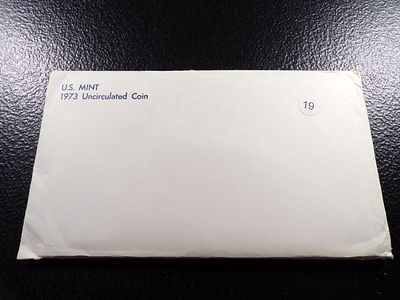 U.S. MINT
1973 Uncirculated Coin
19